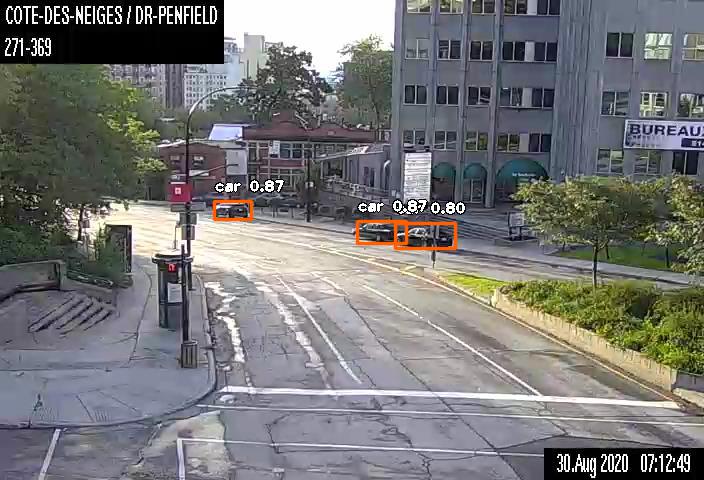 COTE-DES-NEIGES / DR-PENFIELD
271-369
car 0.87
car 0.87
0.80
BUREAU
30.Aug 2020 07:12:49